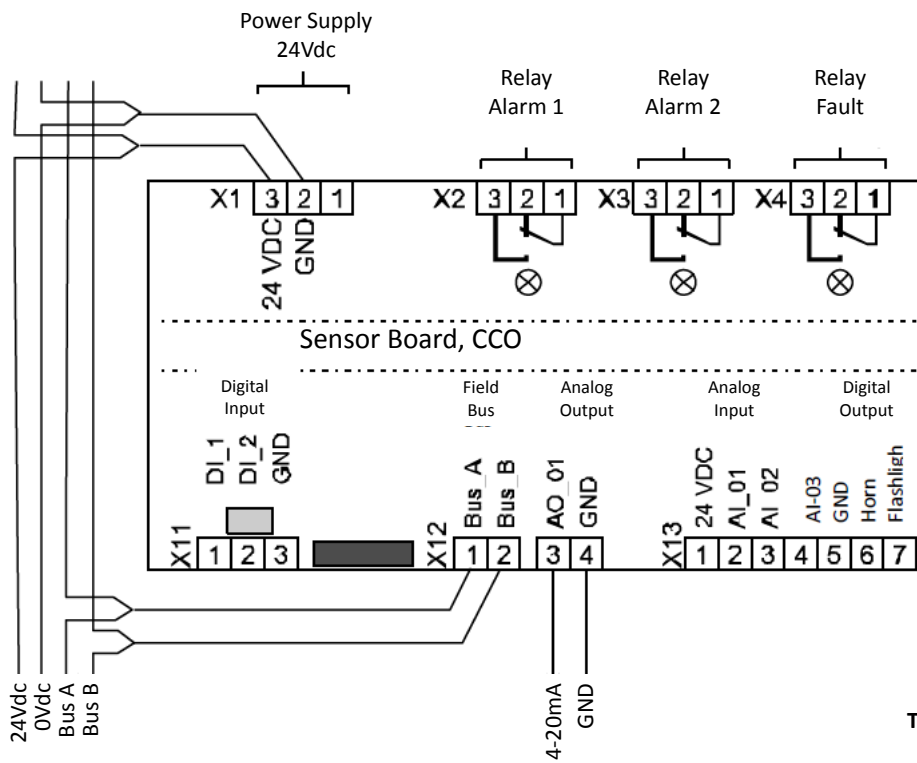 Power Supply
24Vdc
Relay
Alarm 1
Relay
Alarm 2
Relay
Fault
X1 3 2 1
X2 3 2 1
X3 3 2 1
X4 3 2 1
24 VDC
GND
Sensor Board, CCO
Digital
Input
Field
Bus
Analog
Output
Analog
Input
Digital
Output
DI_1
DI_2
GND
Bus_A
Bus_B
AO_01
GND
24 VDC
AI_01
AI_02
AI-03
GND
Horn
Flashligh
X11 1 2 3
X12 1 2 3 4
X13 1 2 3 4 5 6 7
24Vdc
0Vdc
Bus A
Bus B
4-20mA
GND
T